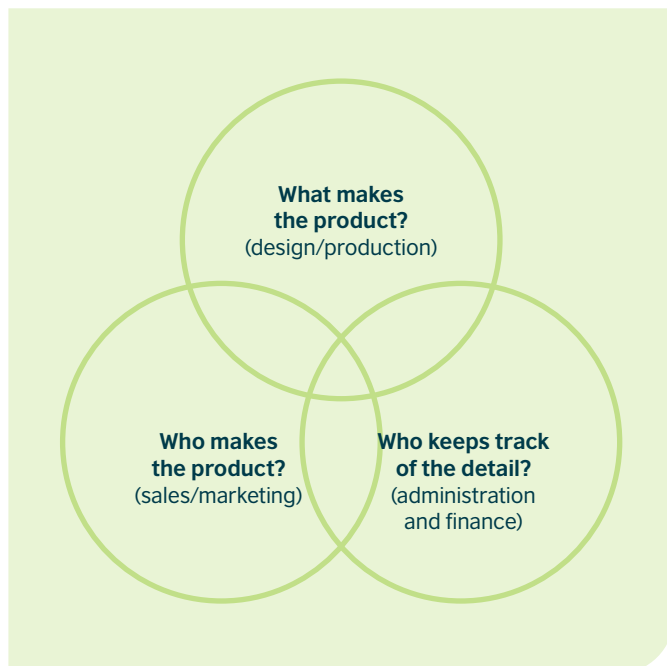 What makes
the product?
(design/production)
Who makes
the product?
(sales/marketing)
Who keeps track
of the detail?
(administration
and finance)